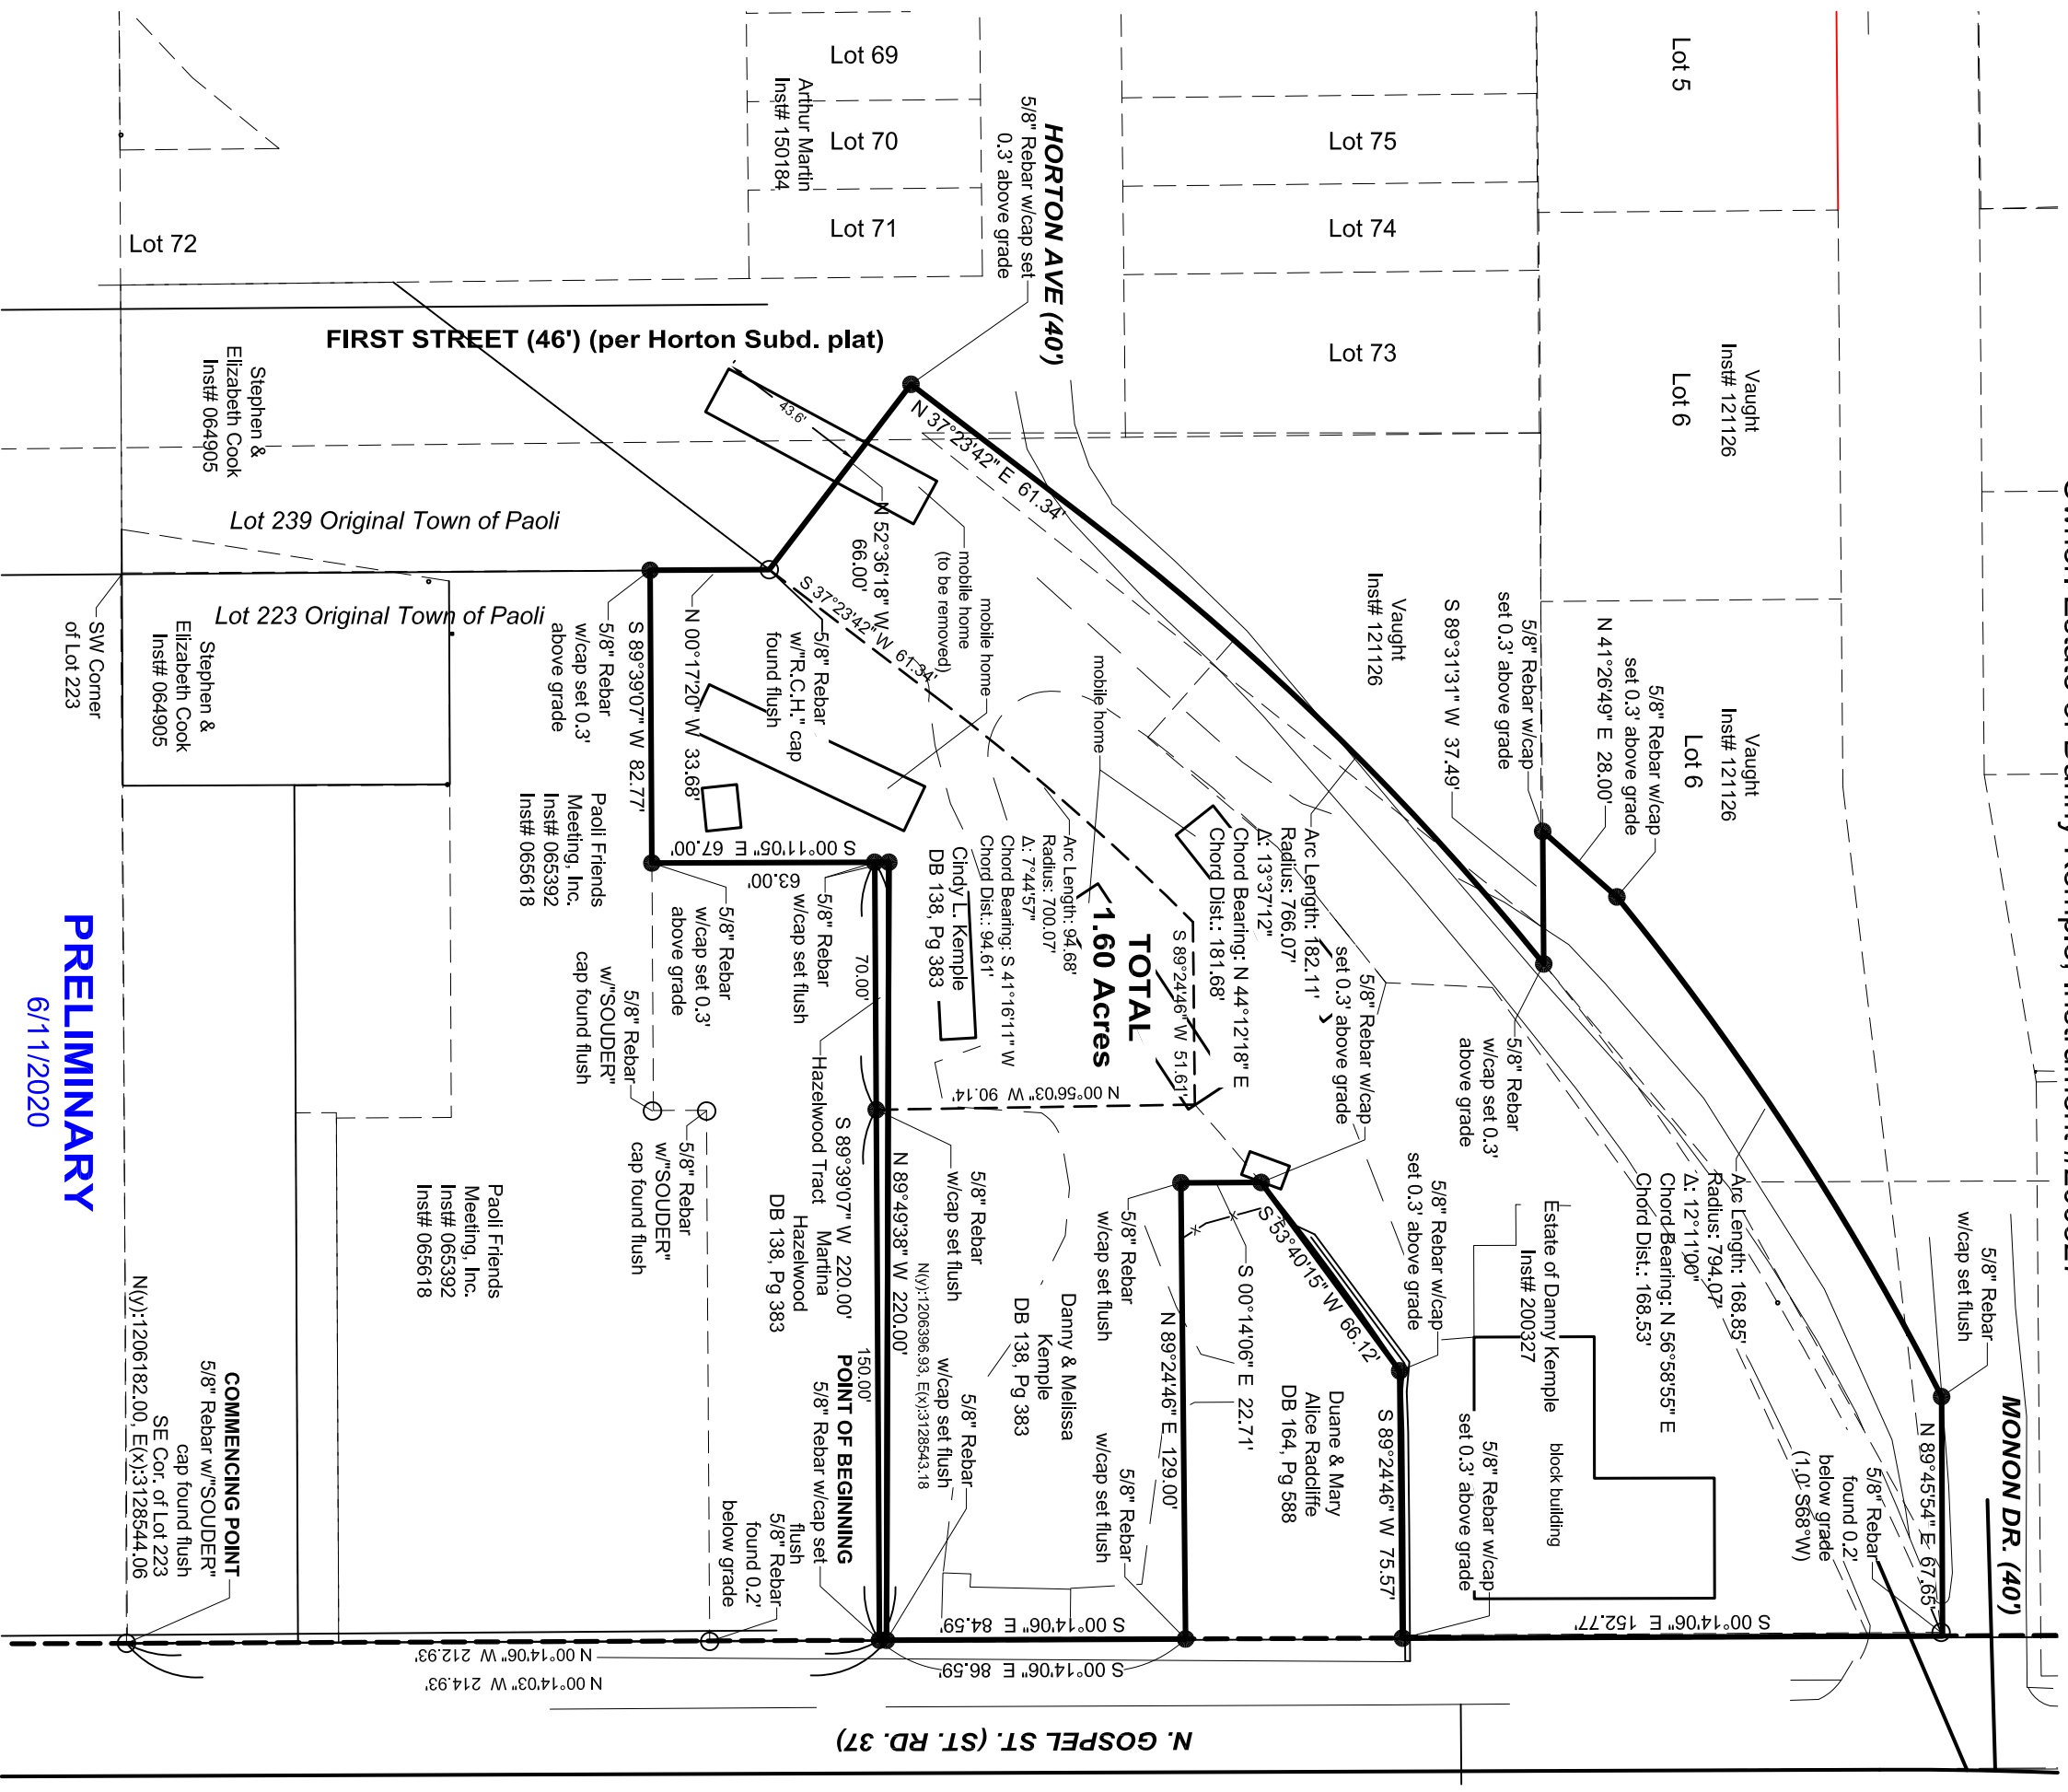 Lot 69
Lot 70
Lot 71
Arthur Martin
Inst# 150184
Lot 72
HORTON AVE (40')
5/8" Rebar w/cap set
0.3' above grade
Lot 75
Lot 74
Lot 73
Lot 5
Vaught
Inst# 121126
Lot 6
Vaught
Inst# 121126
Lot 6
FIRST STREET (46') (per Horton Subd. plat)
Stephen &
Elizabeth Cook
Inst# 064905
Lot 239 Original Town of Paoli
Lot 223 Original Town of Paoli
Stephen &
Elizabeth Cook
Inst# 064905
SW Corner
of Lot 223
43.6'
N 37°23'42" E 61.34'
N 52°36'18" W
66.00'
mobile home
(to be removed)
mobile home
mobile home
S 37°23'42" W 61.34'
5/8" Rebar
w/"R.C.H." cap
found flush
N 00°17'20" W 33.68'
S 89°39'07" W 82.77'
5/8" Rebar
w/cap set 0.3'
above grade
Vaught
Inst# 121126
S 89°31'31" W 37.49'
5/8" Rebar w/cap
set 0.3' above grade
N 41°26'49" E 28.00'
5/8" Rebar w/cap
set 0.3' above grade
Paoli Friends
Meeting, Inc.
Inst# 065392
Inst# 065618
S 00°11'05" E 67.00'
63.00'
5/8" Rebar
w/cap set 0.3'
above grade
5/8" Rebar
w/cap set flush
70.00'
Cindy L. Kemple
DB 138, Pg 383
Arc Length: 94.68'
Radius: 700.07'
Δ: 7°44'57"
Chord Bearing: S 41°16'11" W
Chord Dist.: 94.61'
1.60 Acres
TOTAL
S 89°24'46" W 51.61'
Arc Length: 182.11'
Radius: 766.07'
Δ: 13°37'12"
Chord Bearing: N 44°12'18" E
Chord Dist.: 181.68'
5/8" Rebar w/cap
set 0.3' above grade
5/8" Rebar
w/cap set 0.3'
above grade
N 00°56'03" W 90.14'
5/8" Rebar
w/"SOUDER"
cap found flush
5/8" Rebar
w/"SOUDER"
cap found flush
Hazelwood Tract
Martina
Hazelwood
DB 138, Pg 383
S 89°39'07" W 220.00'
N 89°49'38" W 220.00'
5/8" Rebar
w/cap set flush
N(y):1206396.93, E(x):3128543.18
150.00'
POINT OF BEGINNING
5/8" Rebar w/cap set
flush
5/8" Rebar
w/cap set flush
5/8" Rebar
found 0.2'
below grade
Danny & Melissa
Kemple
DB 138, Pg 383
5/8" Rebar
w/cap set flush
5/8" Rebar
w/cap set flush
S 00°14'06" E 22.71'
N 89°24'46" E 129.00'
S 53°40'15" W 66.12'
5/8" Rebar w/cap
set 0.3' above grade
Duane & Mary
Alice Radcliffe
DB 164, Pg 588
S 89°24'46" W 75.57'
5/8" Rebar w/cap
set 0.3' above grade
Estate of Danny Kemple
Inst# 200327
block building
Arc Length: 168.85'
Radius: 794.07'
Δ: 12°11'00"
Chord Bearing: N 56°58'55" E
Chord Dist.: 168.53'
5/8" Rebar
w/cap set flush
MONON DR. (40')
N 89°45'54" E 67.65'
5/8" Rebar
found 0.2'
below grade
(1.0' S68°W)
S 00°14'06" E 152.77'
S 00°14'06" E 84.59'
S 00°14'06" E 86.59'
N 00°14'06" W 212.93'
N 00°14'03" W 214.93'
N. GOSPEL ST. (ST. RD. 37)
Paoli Friends
Meeting, Inc.
Inst# 065392
Inst# 065618
COMMENCING POINT
5/8" Rebar w/"SOUDER"
cap found flush
SE Cor. of Lot 223
N(y):1206182.00, E(x):3128544.06
PRELIMINARY
6/11/2020